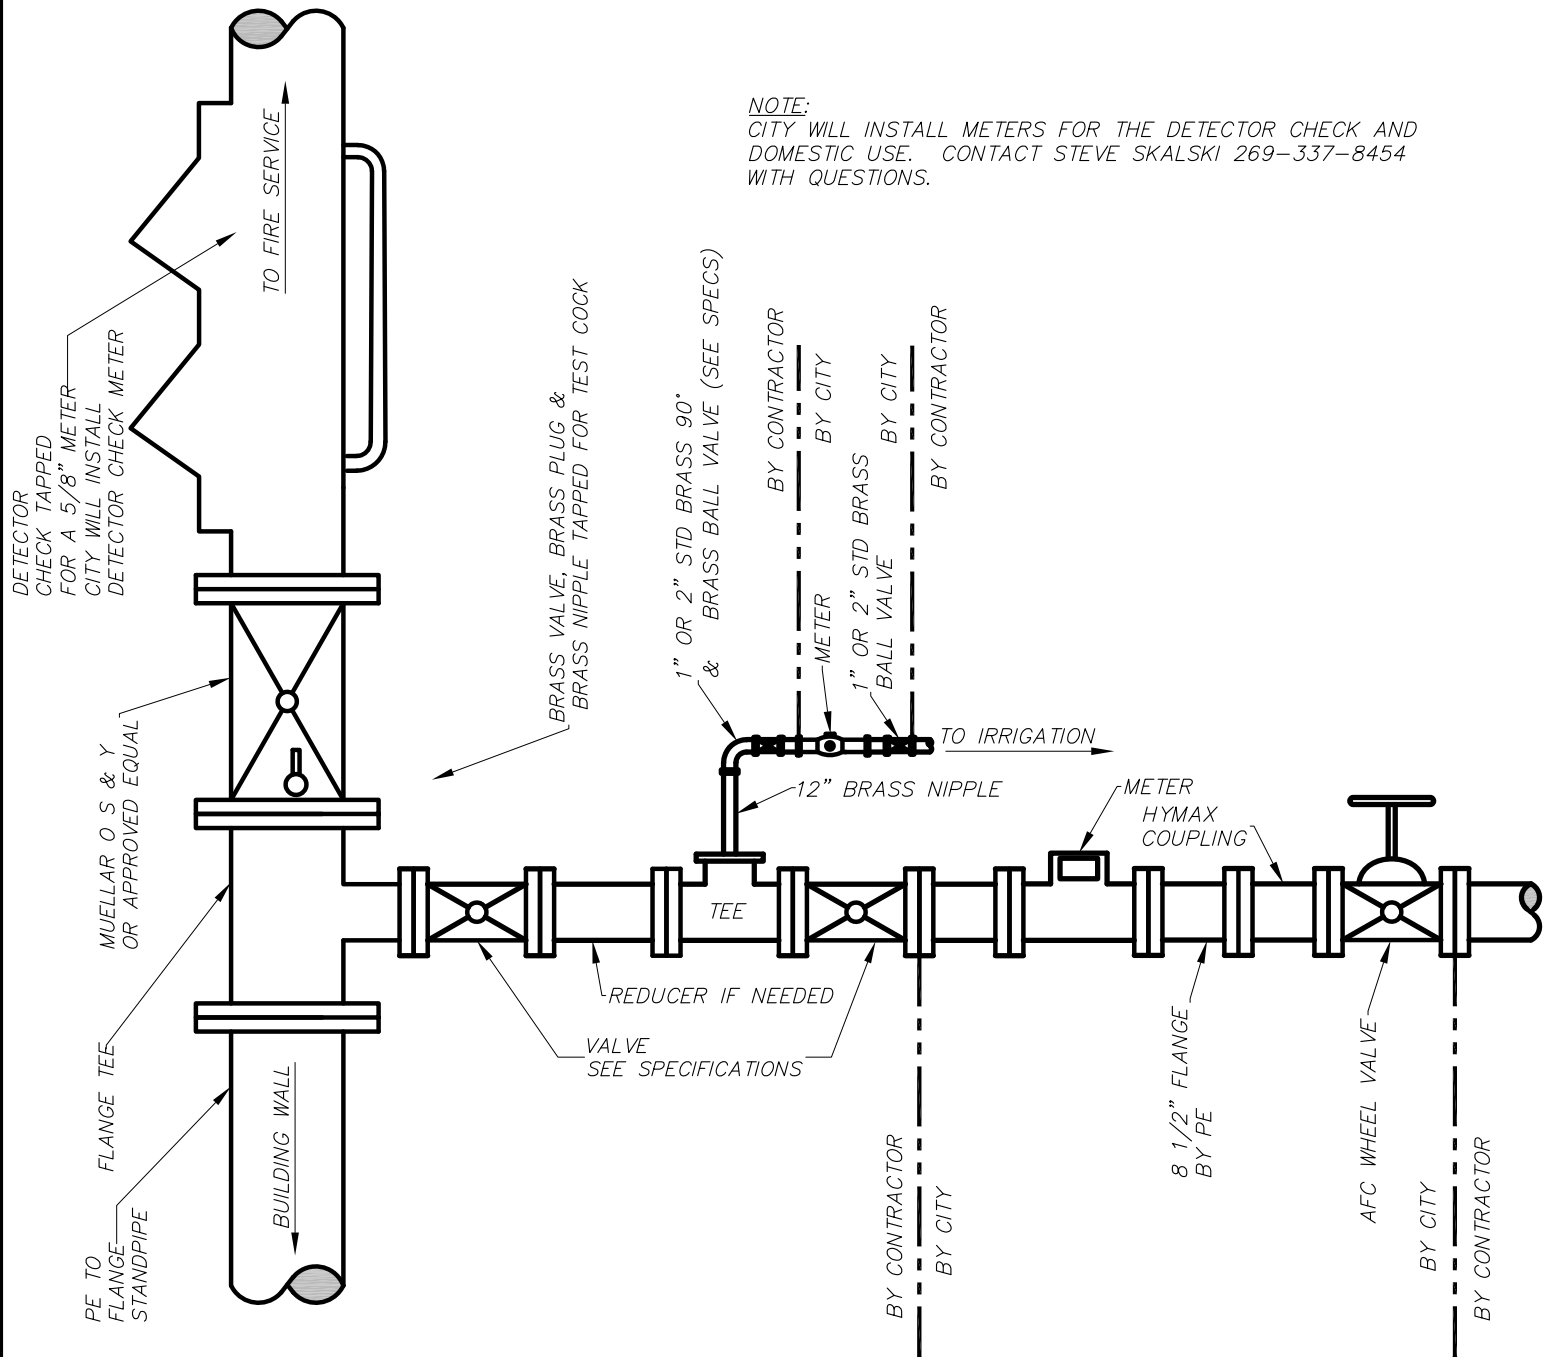 NOTE:
CITY WILL INSTALL METERS FOR THE DETECTOR CHECK AND
DOMESTIC USE. CONTACT STEVE SKALSKI 269-337-8454
WITH QUESTIONS.
TO FIRE SERVICE
DETECTOR
CHECK TAPPED
FOR A 5/8" METER
CITY WILL INSTALL
DETECTOR CHECK METER
MUELLAR O S & Y
OR APPROVED EQUAL
BRASS VALVE, BRASS PLUG &
BRASS NIPPLE TAPPED FOR TEST COCK
1" OR 2" STD BRASS 90°
& BRASS BALL VALVE (SEE SPECS)
BY CONTRACTOR
BY CITY
BY CITY
BY CONTRACTOR
METER
1" OR 2" STD BRASS
BALL VALVE
TO IRRIGATION
12" BRASS NIPPLE
METER
HYMAX
COUPLING
TEE
REDUCER IF NEEDED
VALVE
SEE SPECIFICATIONS
FLANGE TEE
BUILDING WALL
PE TO
FLANGE
STANDPIPE
BY CONTRACTOR
BY CITY
8 1/2" FLANGE
BY PE
AFC WHEEL VALVE
BY CITY
BY CONTRACTOR